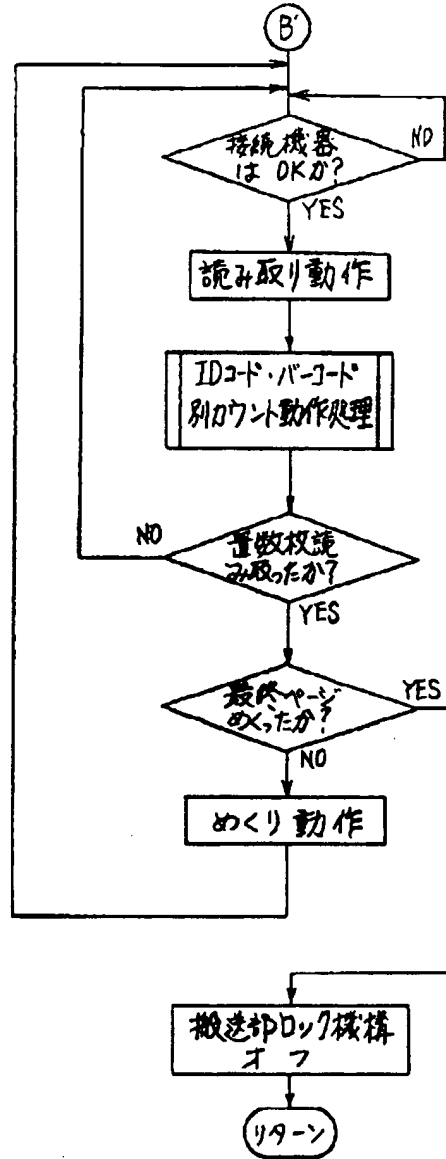 B'
接続機器
は OKか?
NO
YES
読み取り動作
IDコード・バーコード
別カウント動作処理
NO
置数枚読
み取ったか?
YES
最終ページ
めくったか?
YES
NO
めくり動作
搬送部ロック機構
オフ
リターン